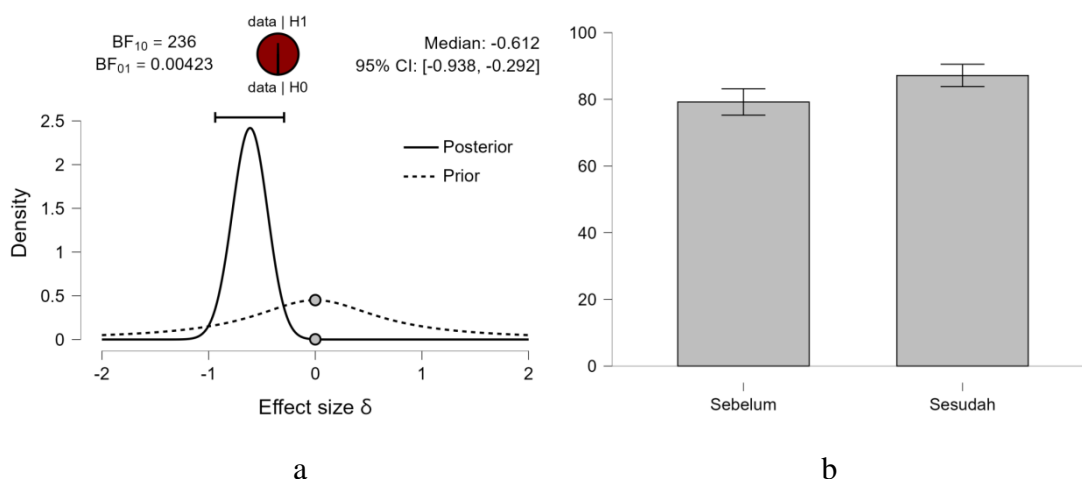 data | H1
BF₁₀ = 236
BF₀₁ = 0.00423
data | H0
Median: -0.612
95% CI: [-0.938, -0.292]
2.5
2
1.5
1
0.5
0
Density
Posterior
Prior
-2
-1
0
1
2
Effect size δ
a
100
80
60
40
20
0
Sebelum
Sesudah
b